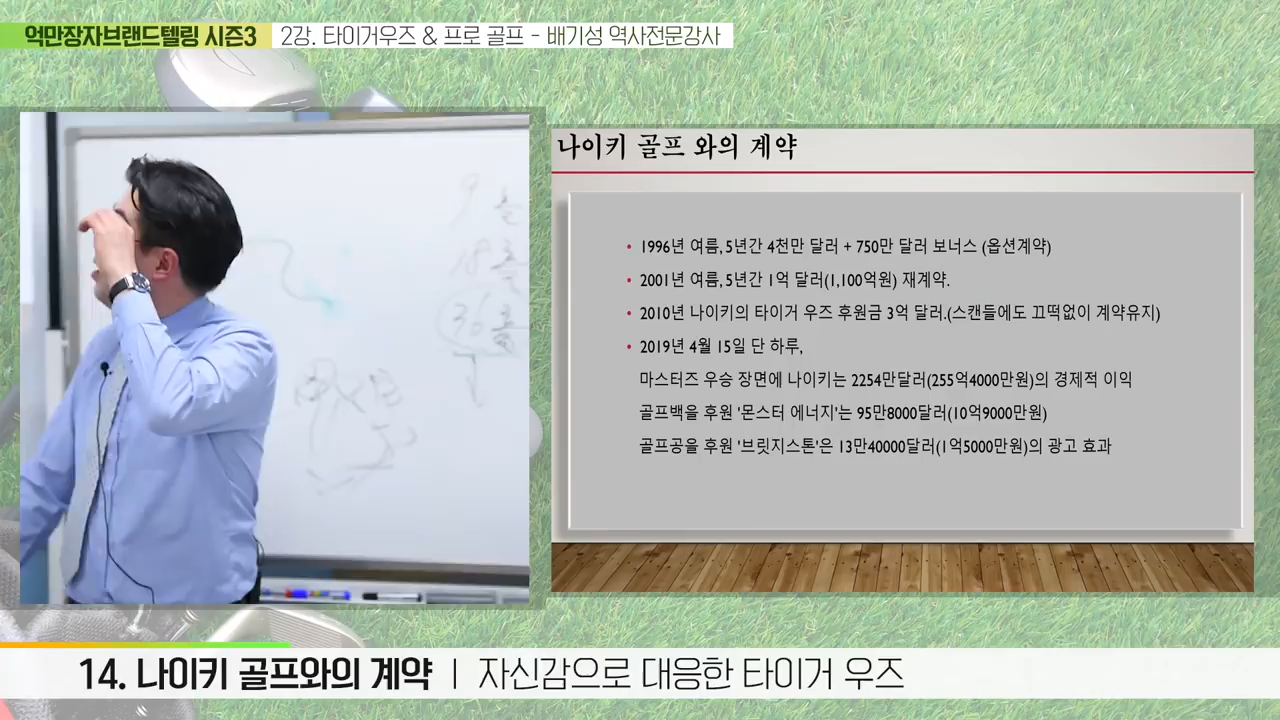 억만장자브랜드텔링 시즌3 2강. 타이거우즈 & 프로 골프 - 배기성 역사전문강사
9홀
18홀
36홀
나이키 골프 와의 계약
• 1996년 여름, 5년간 4천만 달러 + 750만 달러 보너스 (옵션계약)
• 2001년 여름, 5년간 1억 달러(1,100억원) 재계약.
• 2010년 나이키의 타이거 우즈 후원금 3억 달러.(스캔들에도 끄떡없이 계약유지)
• 2019년 4월 15일 단 하루,
마스터즈 우승 장면에 나이키는 2254만달러(255억4000만원)의 경제적 이익
골프백을 후원 '몬스터 에너지'는 95만8000달러(10억9000만원)
골프공을 후원 '브릿지스톤'은 13만40000달러(1억5000만원)의 광고 효과
14. 나이키 골프와의 계약 | 자신감으로 대응한 타이거 우즈